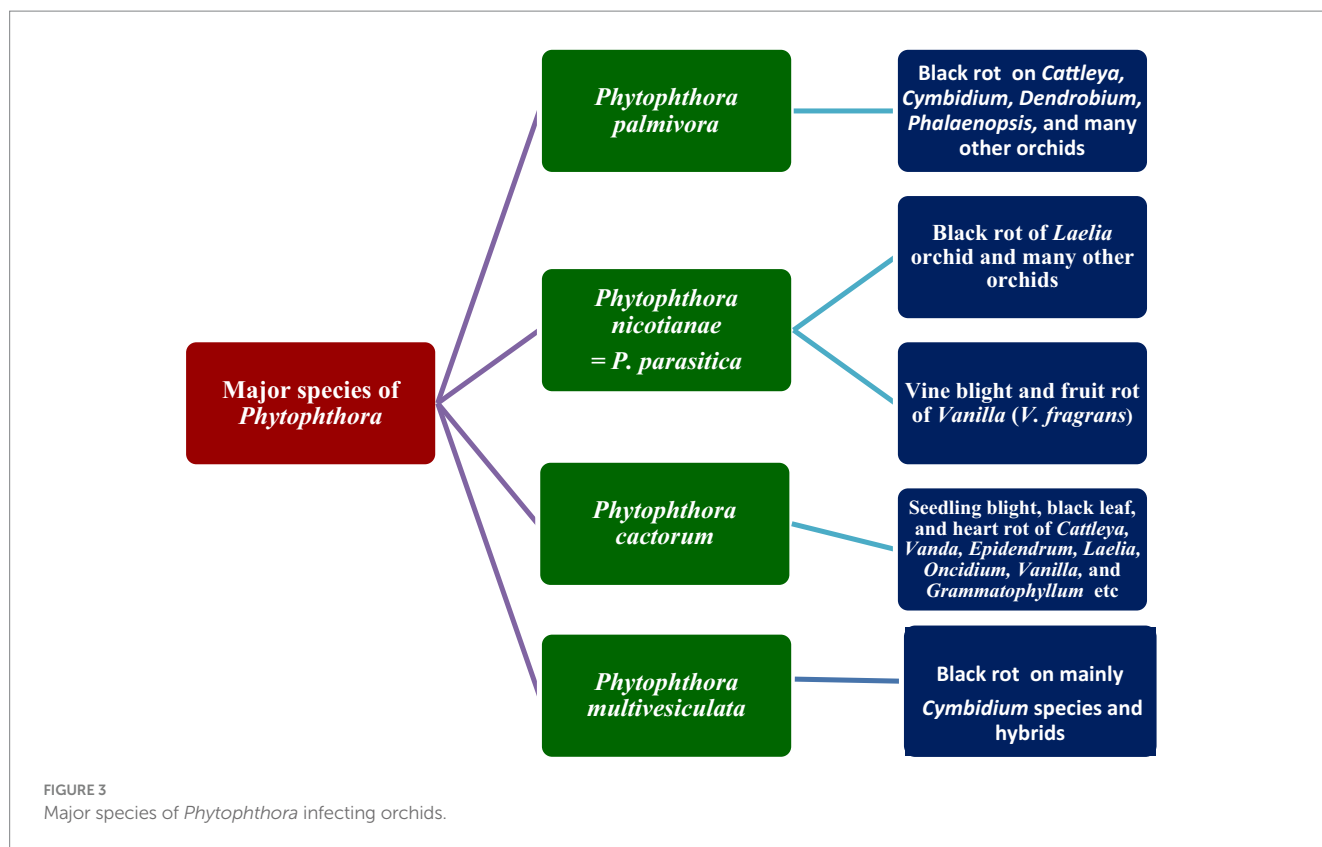 Major species of
Phytophthora
Phytophthora
palmivora
Black rot on Cattleya,
Cymbidium, Dendrobium,
Phalaenopsis, and many
other orchids
Phytophthora
nicotianae
= P. parasitica
Black rot of Laelia
orchid and many other
orchids
Vine blight and fruit rot
of Vanilla (V. fragrans)
Phytophthora
cactorum
Seedling blight, black leaf,
and heart rot of Cattleya,
Vanda, Epidendrum, Laelia,
Oncidium, Vanilla, and
Grammatophyllum etc
Phytophthora
multivesiculata
Black rot on mainly
Cymbidium species and
hybrids
FIGURE 3
Major species of Phytophthora infecting orchids.